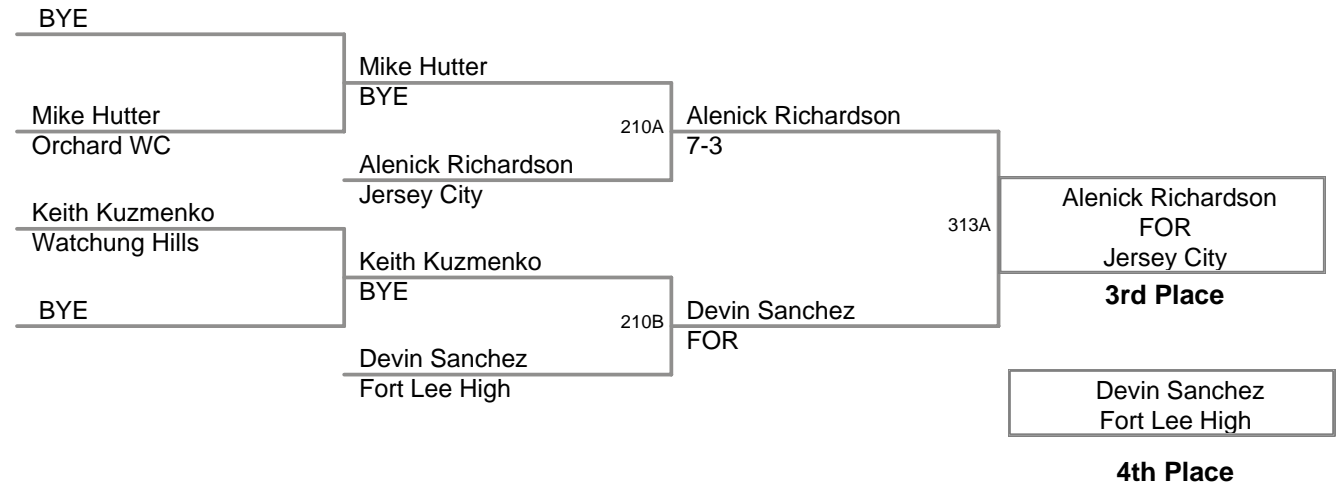 BYE
Mike Hutter
BYE
Mike Hutter
Orchard WC
210A
Alenick Richardson
7-3
Alenick Richardson
Jersey City
Keith Kuzmenko
Watchung Hills
313A
Alenick Richardson
FOR
Jersey City
3rd Place
Keith Kuzmenko
BYE
BYE
210B
Devin Sanchez
FOR
Devin Sanchez
Fort Lee High
Devin Sanchez
Fort Lee High
4th Place